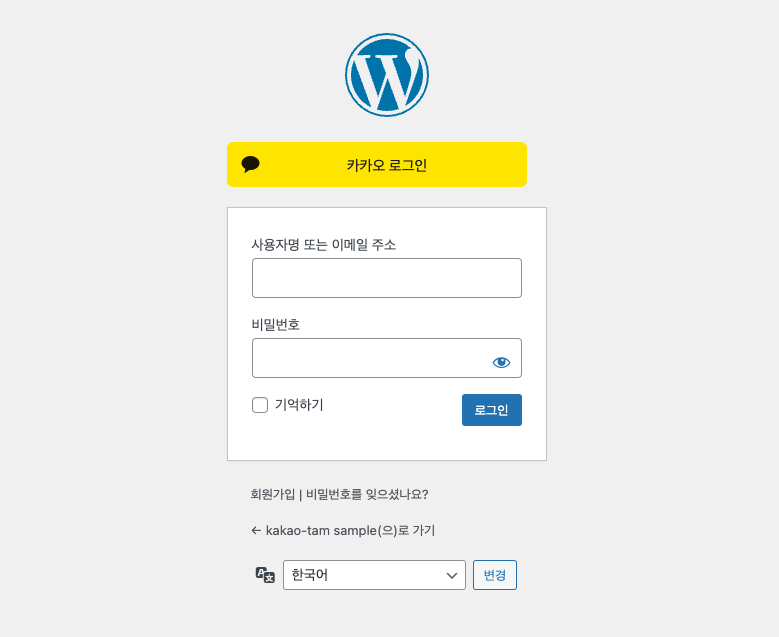 카카오 로그인
사용자명 또는 이메일 주소
비밀번호
기억하기
로그인
회원가입 | 비밀번호를 잊으셨나요?
← kakao-tam sample(으)로 가기
한국어
변경